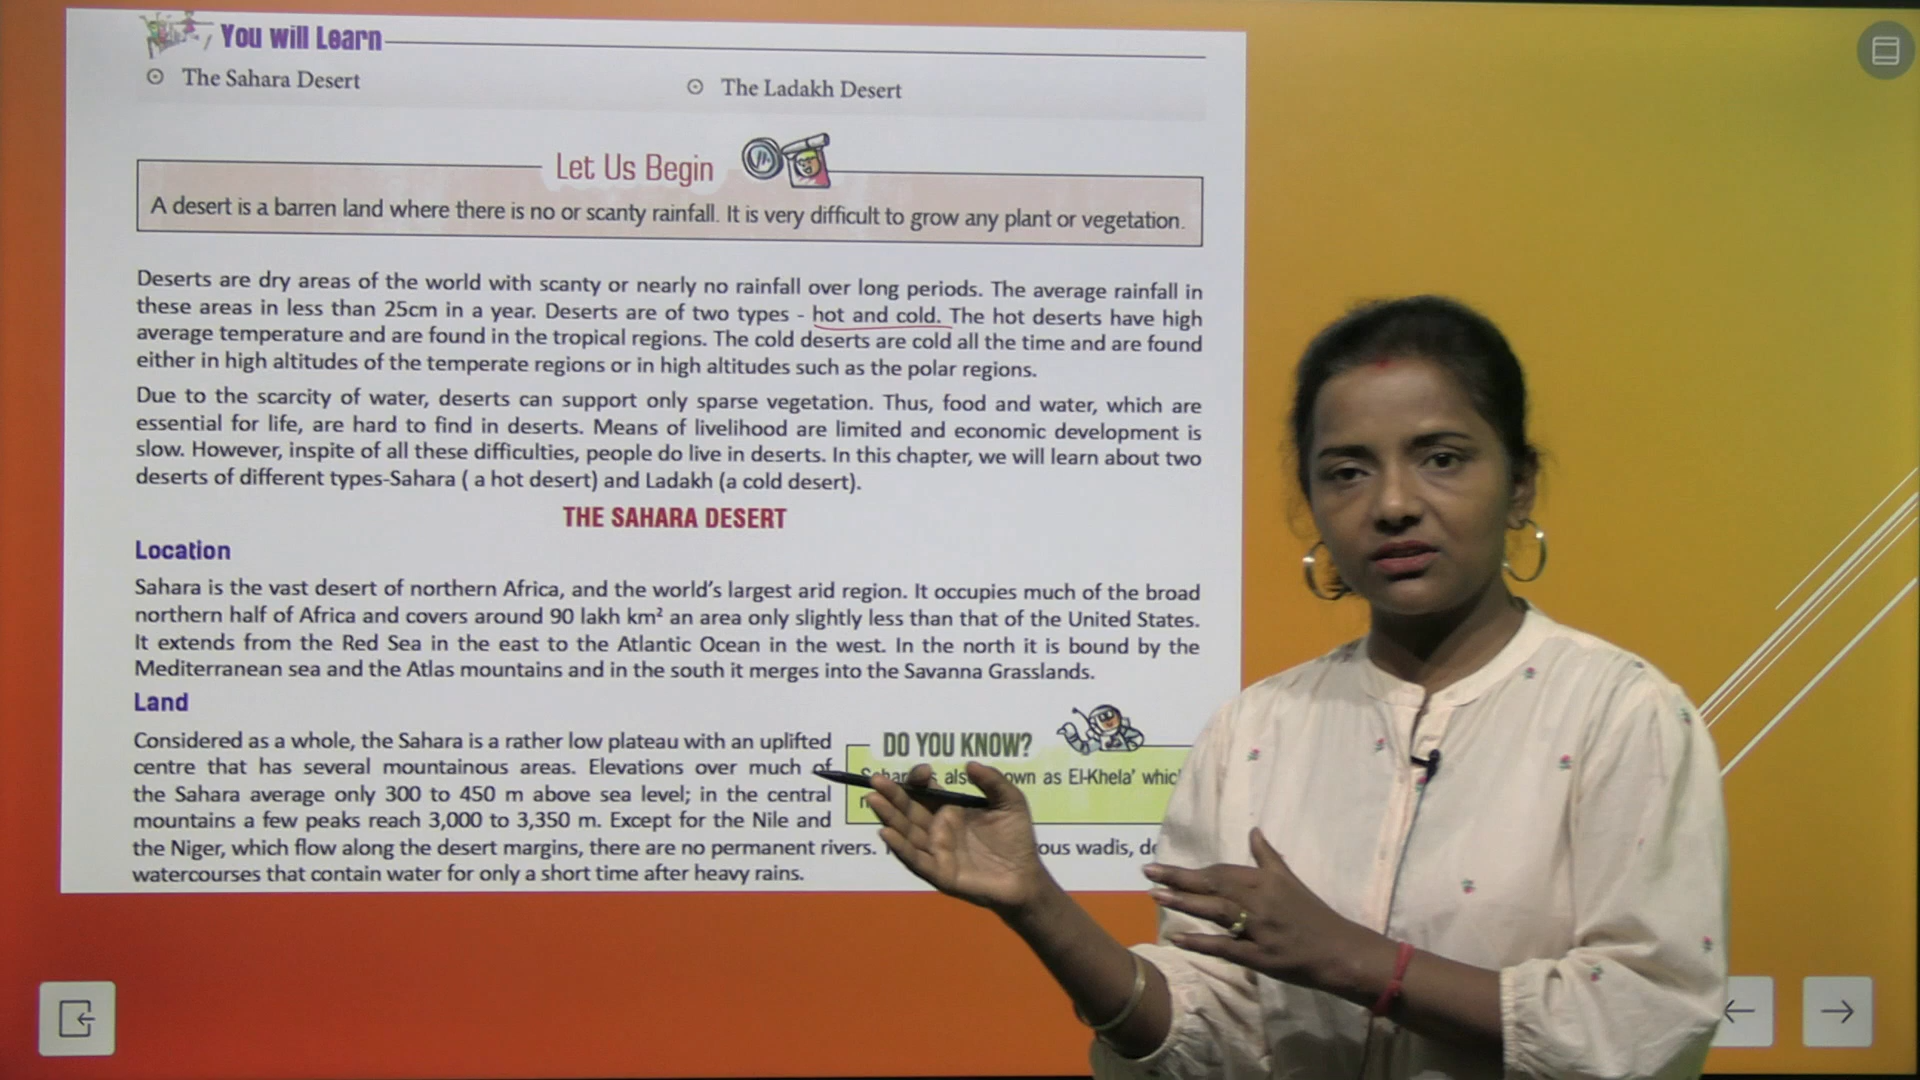 You will Learn
The Sahara Desert
The Ladakh Desert
Let Us Begin
A desert is a barren land where there is no or scanty rainfall. It is very difficult to grow any plant or vegetation.
Deserts are dry areas of the world with scanty or nearly no rainfall over long periods. The average rainfall in
these areas in less than 25cm in a year. Deserts are of two types - hot and cold. The hot deserts have high
average temperature and are found in the tropical regions. The cold deserts are cold all the time and are found
either in high altitudes of the temperate regions or in high altitudes such as the polar regions.
Due to the scarcity of water, deserts can support only sparse vegetation. Thus, food and water, which are
essential for life, are hard to find in deserts. Means of livelihood are limited and economic development is
slow. However, inspite of all these difficulties, people do live in deserts. In this chapter, we will learn about two
deserts of different types-Sahara ( a hot desert) and Ladakh (a cold desert).
THE SAHARA DESERT
Location
Sahara is the vast desert of northern Africa, and the world's largest arid region. It occupies much of the broad
northern half of Africa and covers around 90 lakh km² an area only slightly less than that of the United States.
It extends from the Red Sea in the east to the Atlantic Ocean in the west. In the north it is bound by the
Mediterranean sea and the Atlas mountains and in the south it merges into the Savanna Grasslands.
Land
Considered as a whole, the Sahara is a rather low plateau with an uplifted
centre that has several mountainous areas. Elevations over much of
the Sahara average only 300 to 450 m above sea level; in the central
mountains a few peaks reach 3,000 to 3,350 m. Except for the Nile and
the Niger, which flow along the desert margins, there are no permanent rivers.
wadis,
watercourses that contain water for only a short time after heavy rains.
DO YOU KNOW?
as El-Khela'